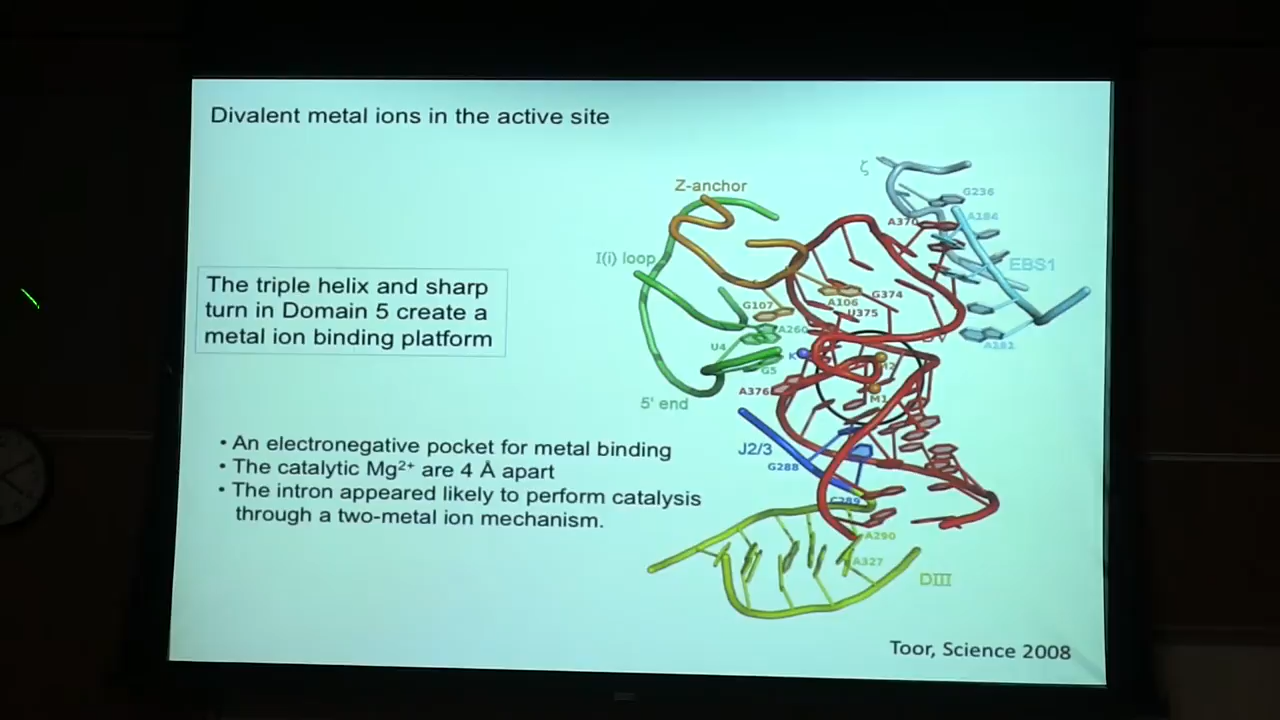 Divalent metal ions in the active site
The triple helix and sharp
turn in Domain 5 create a
metal ion binding platform
• An electronegative pocket for metal binding
• The catalytic Mg²⁺ are 4 Å apart
• The intron appeared likely to perform catalysis
through a two-metal ion mechanism.
ζ
Z-anchor
G236
A184
A370
I(i) loop
EBS1
G107
A106
G374
U375
A260
U4
K
M2
G5
A376
M1
5' end
J2/3
G288
C289
A290
A327
DIII
Toor, Science 2008